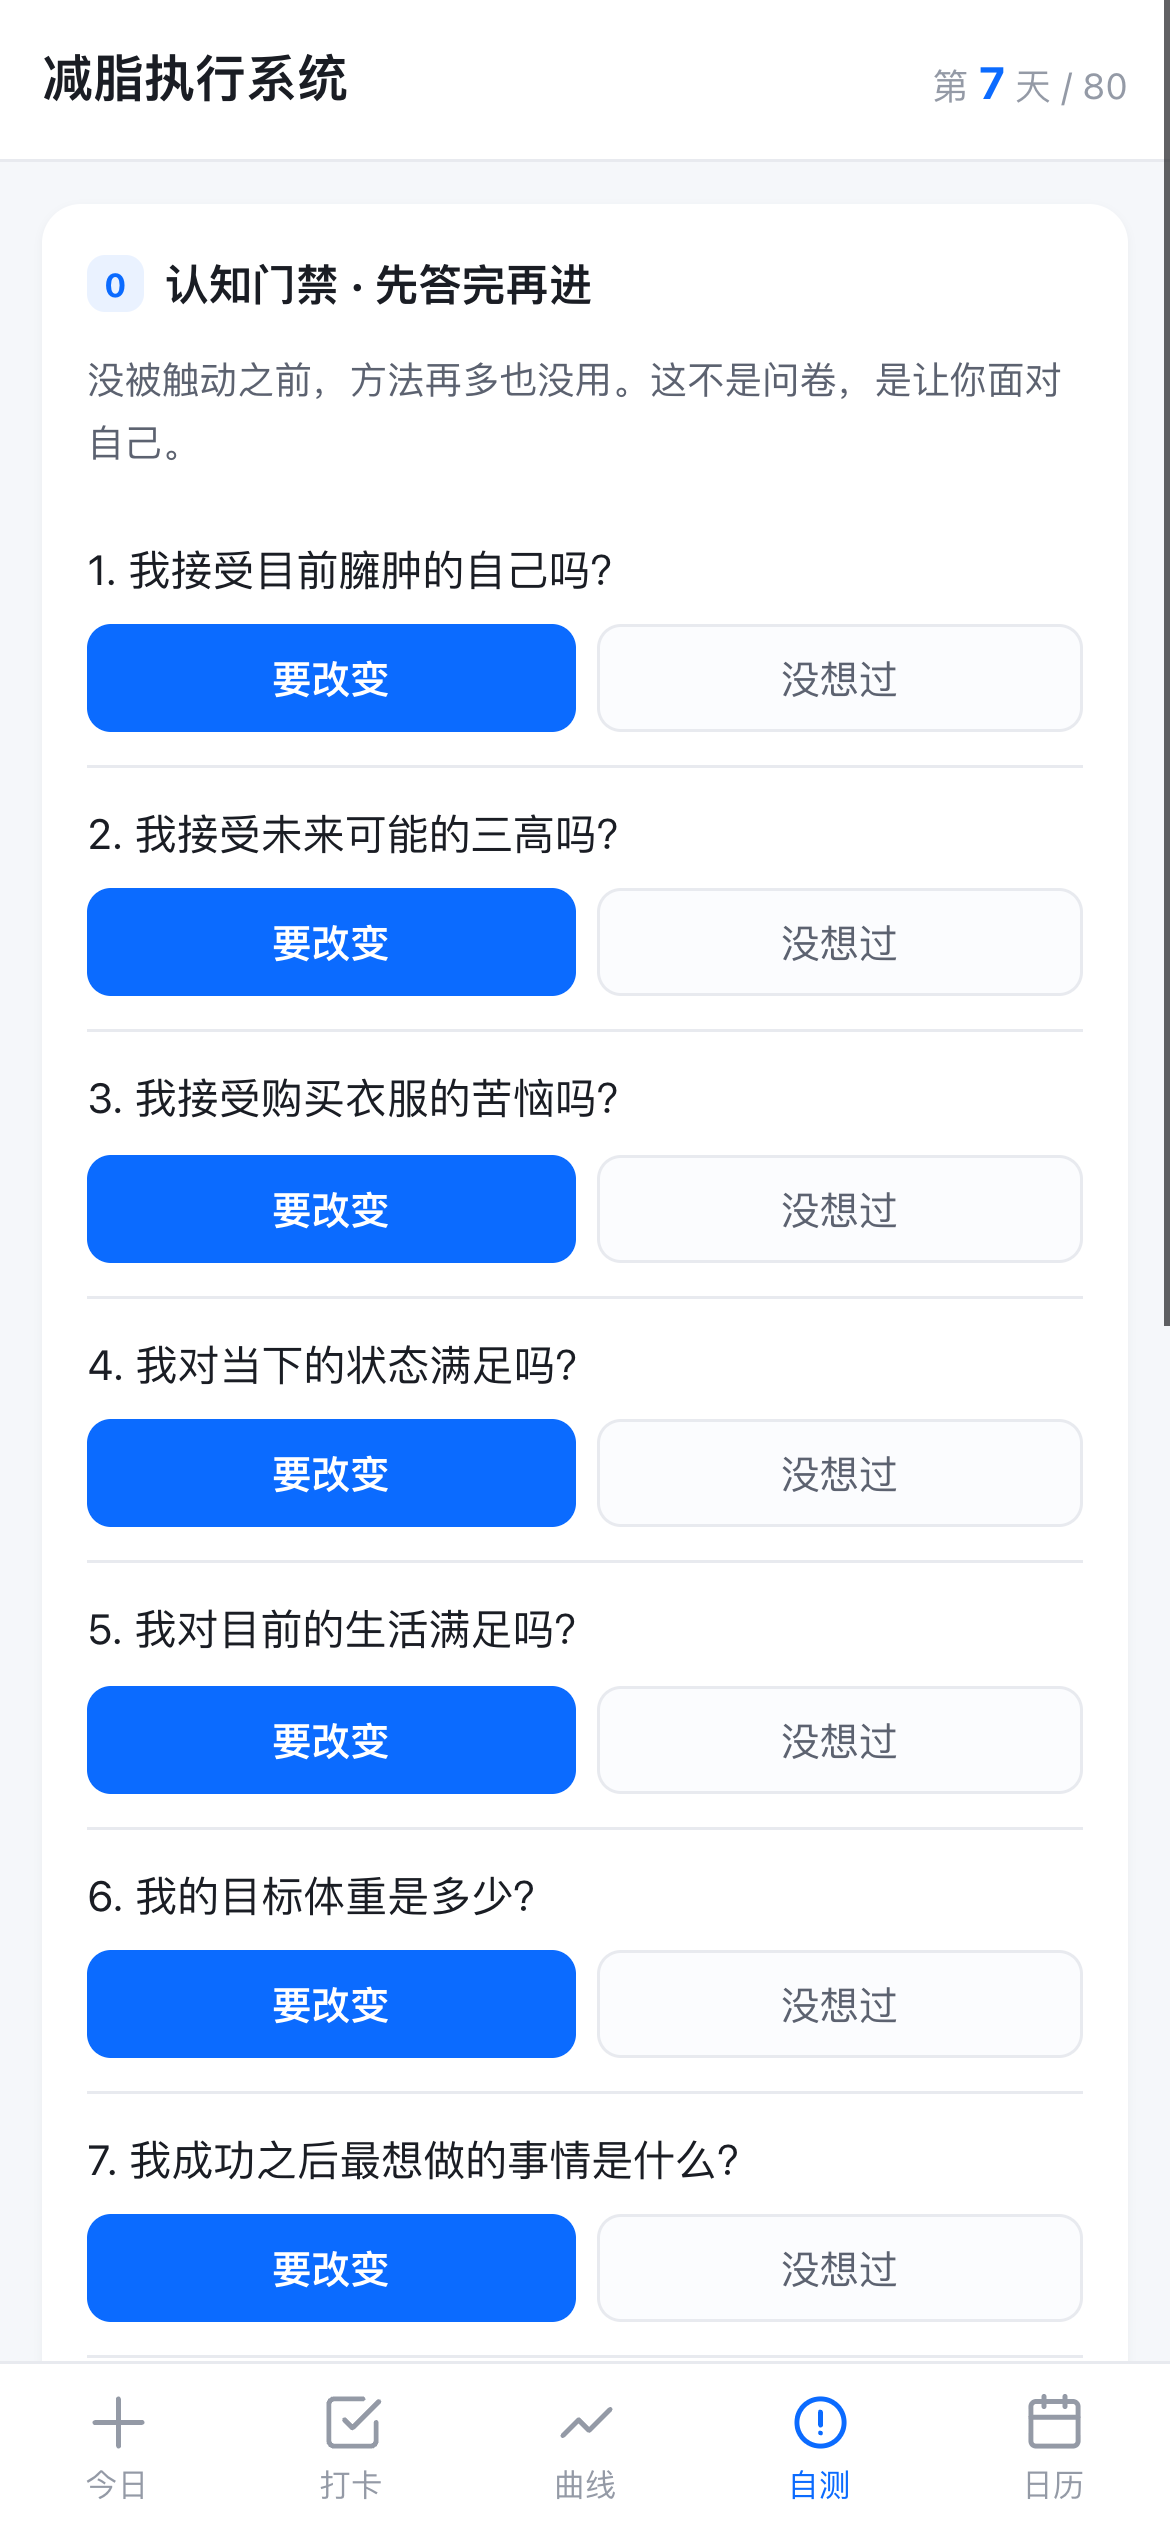 减脂执行系统
第 7 天 / 80
0 认知门禁 · 先答完再进
没被触动之前，方法再多也没用。这不是问卷，是让你面对
自己。
1. 我接受目前臃肿的自己吗?
要改变 没想过
2. 我接受未来可能的三高吗?
要改变 没想过
3. 我接受购买衣服的苦恼吗?
要改变 没想过
4. 我对当下的状态满足吗?
要改变 没想过
5. 我对目前的生活满足吗?
要改变 没想过
6. 我的目标体重是多少?
要改变 没想过
7. 我成功之后最想做的事情是什么?
要改变 没想过
今日 打卡 曲线 自测 日历